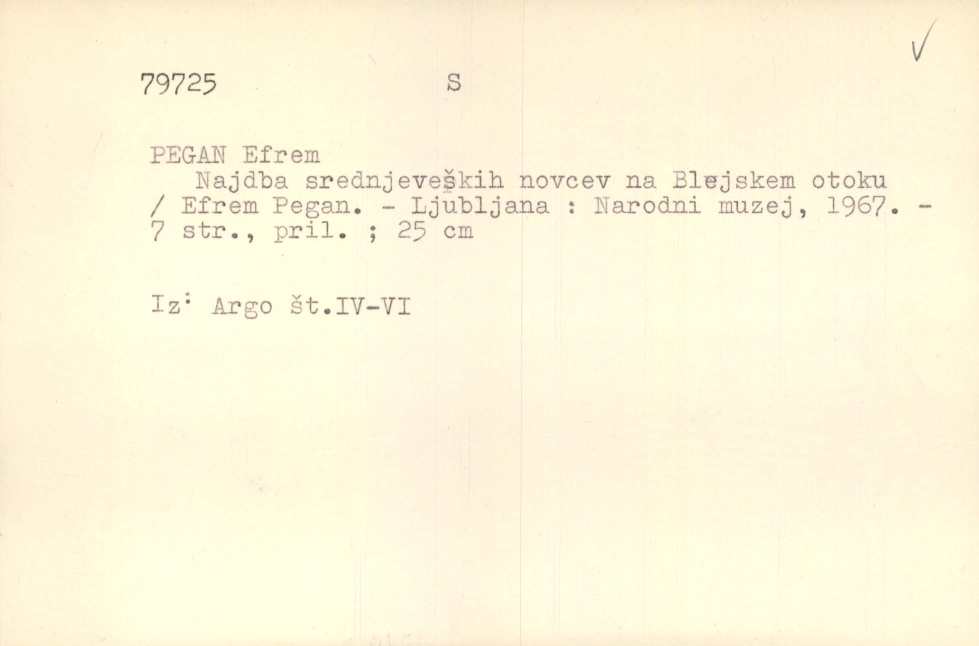 79725 S
PEGAN Efrem
Najdba srednjeveških novcev na Blejskem otoku
/ Efrem Pegan. - Ljubljana : Narodni muzej, 1967. -
7 str., pril. ; 25 cm
Iz: Argo št.IV-VI